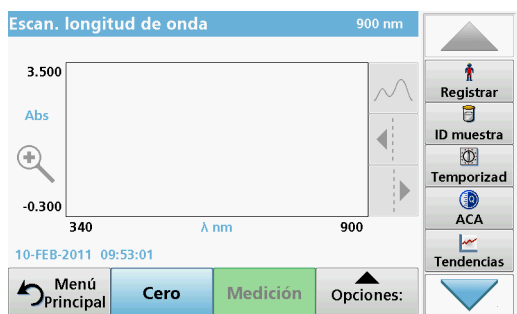 Escan. longitud de onda 900 nm
3.500
Abs
-0.300
340 λ nm 900
10-FEB-2011 09:53:01
Menú
Principal
Cero
Medición
Opciones:
Registrar
ID muestra
Temporizad
ACA
Tendencias